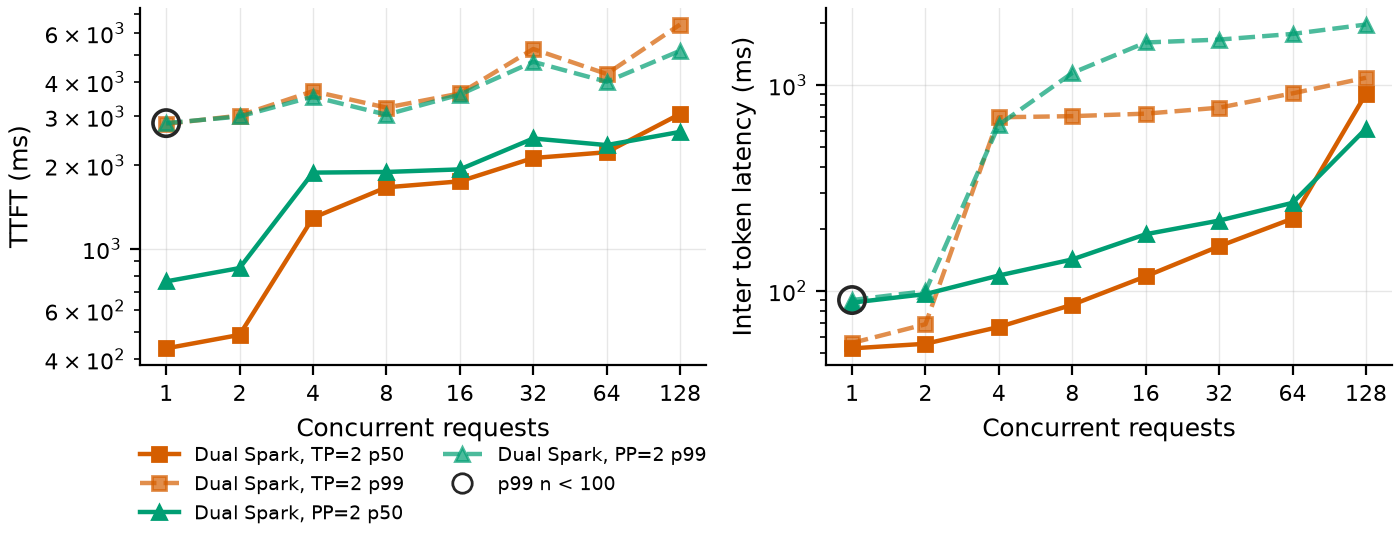 TTFT (ms)
6 × 10³
4 × 10³
3 × 10³
2 × 10³
10³
6 × 10²
4 × 10²
1 2 4 8 16 32 64 128
Concurrent requests
Inter token latency (ms)
10³
10²
1 2 4 8 16 32 64 128
Concurrent requests
Dual Spark, TP=2 p50
Dual Spark, TP=2 p99
Dual Spark, PP=2 p50
Dual Spark, PP=2 p99
p99 n < 100